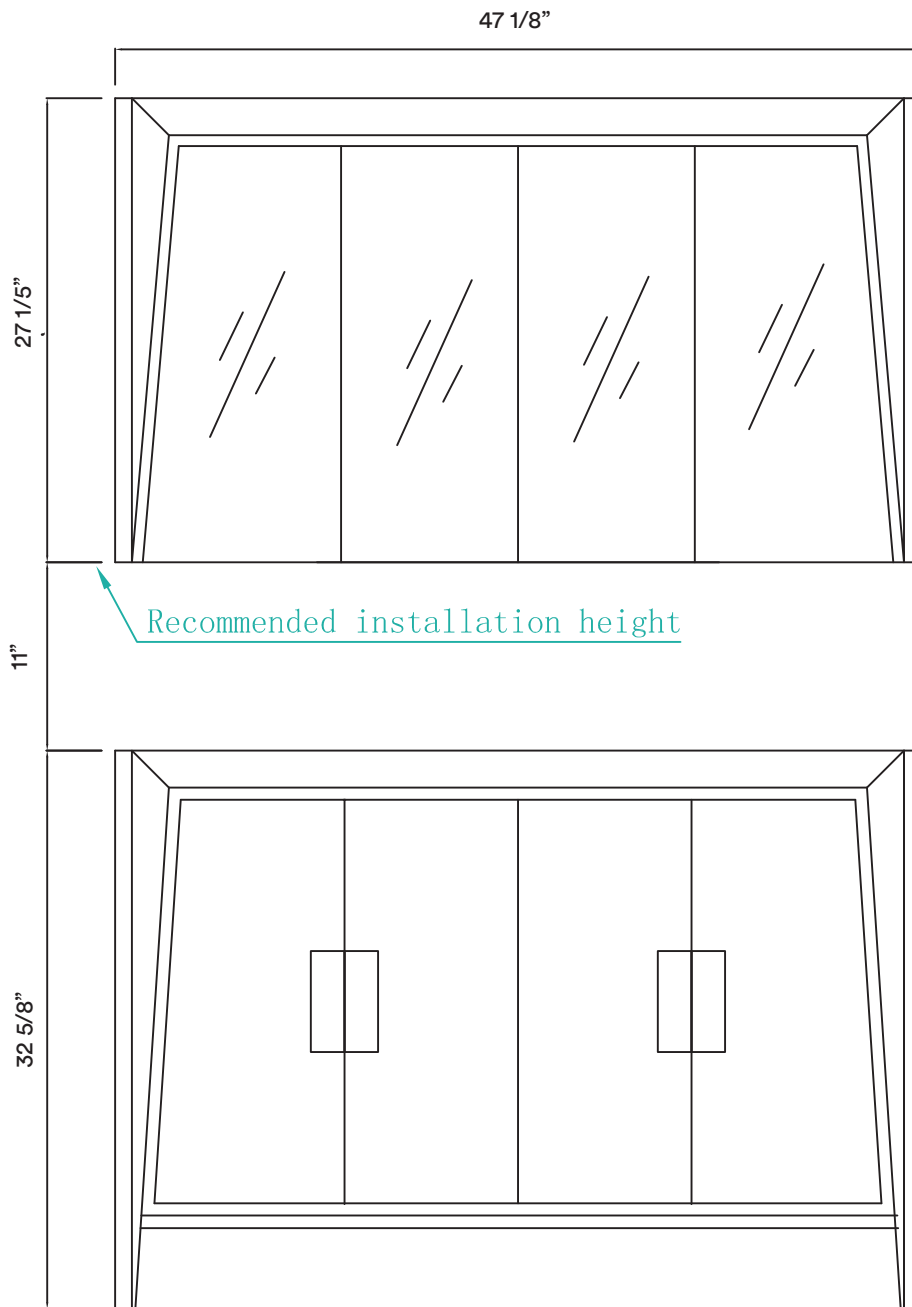 47 1/8”
27 1/5”
Recommended installation height
11”
32 5/8”